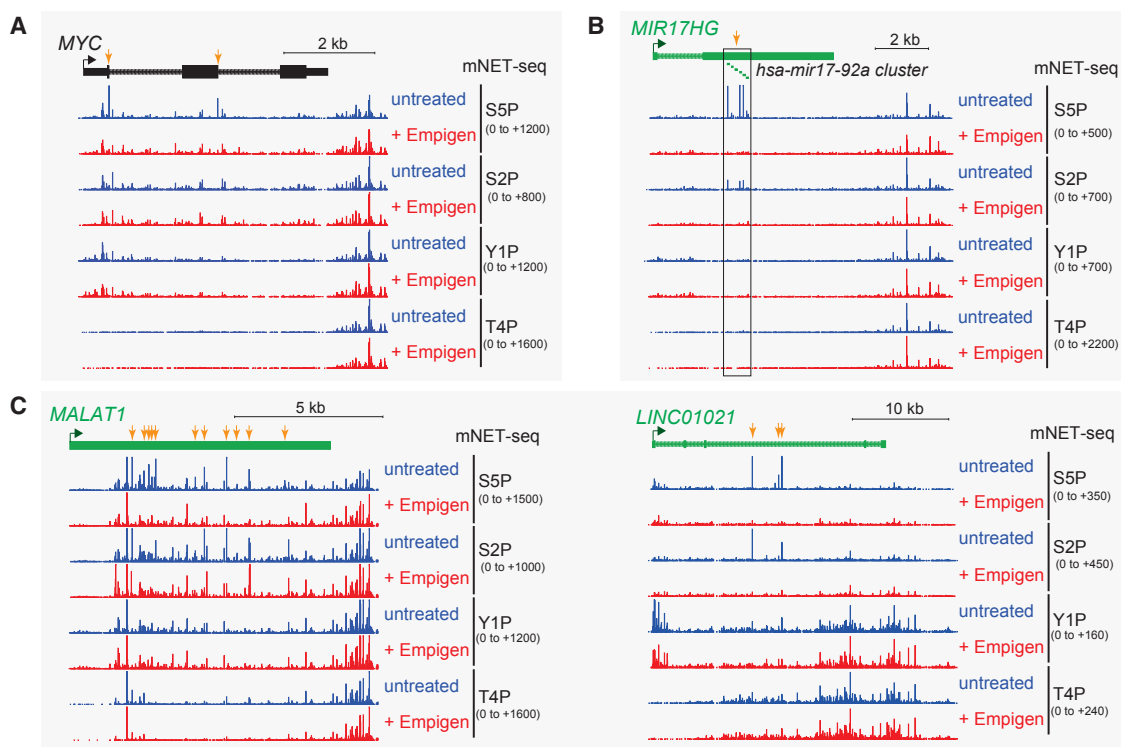 A
MYC
2 kb
mNET-seq
untreated
S5P
(0 to +1200)
+ Empigen
untreated
S2P
(0 to +800)
+ Empigen
untreated
Y1P
(0 to +1200)
+ Empigen
untreated
T4P
(0 to +1600)
+ Empigen
B
MIR17HG
2 kb
hsa-mir17-92a cluster
mNET-seq
untreated
S5P
(0 to +500)
+ Empigen
untreated
S2P
(0 to +700)
+ Empigen
untreated
Y1P
(0 to +700)
+ Empigen
untreated
T4P
(0 to +2200)
+ Empigen
C
MALAT1
5 kb
mNET-seq
untreated
S5P
(0 to +1500)
+ Empigen
untreated
S2P
(0 to +1000)
+ Empigen
untreated
Y1P
(0 to +1200)
+ Empigen
untreated
T4P
(0 to +1600)
+ Empigen
LINC01021
10 kb
mNET-seq
untreated
S5P
(0 to +350)
+ Empigen
untreated
S2P
(0 to +450)
+ Empigen
untreated
Y1P
(0 to +160)
+ Empigen
untreated
T4P
(0 to +240)
+ Empigen